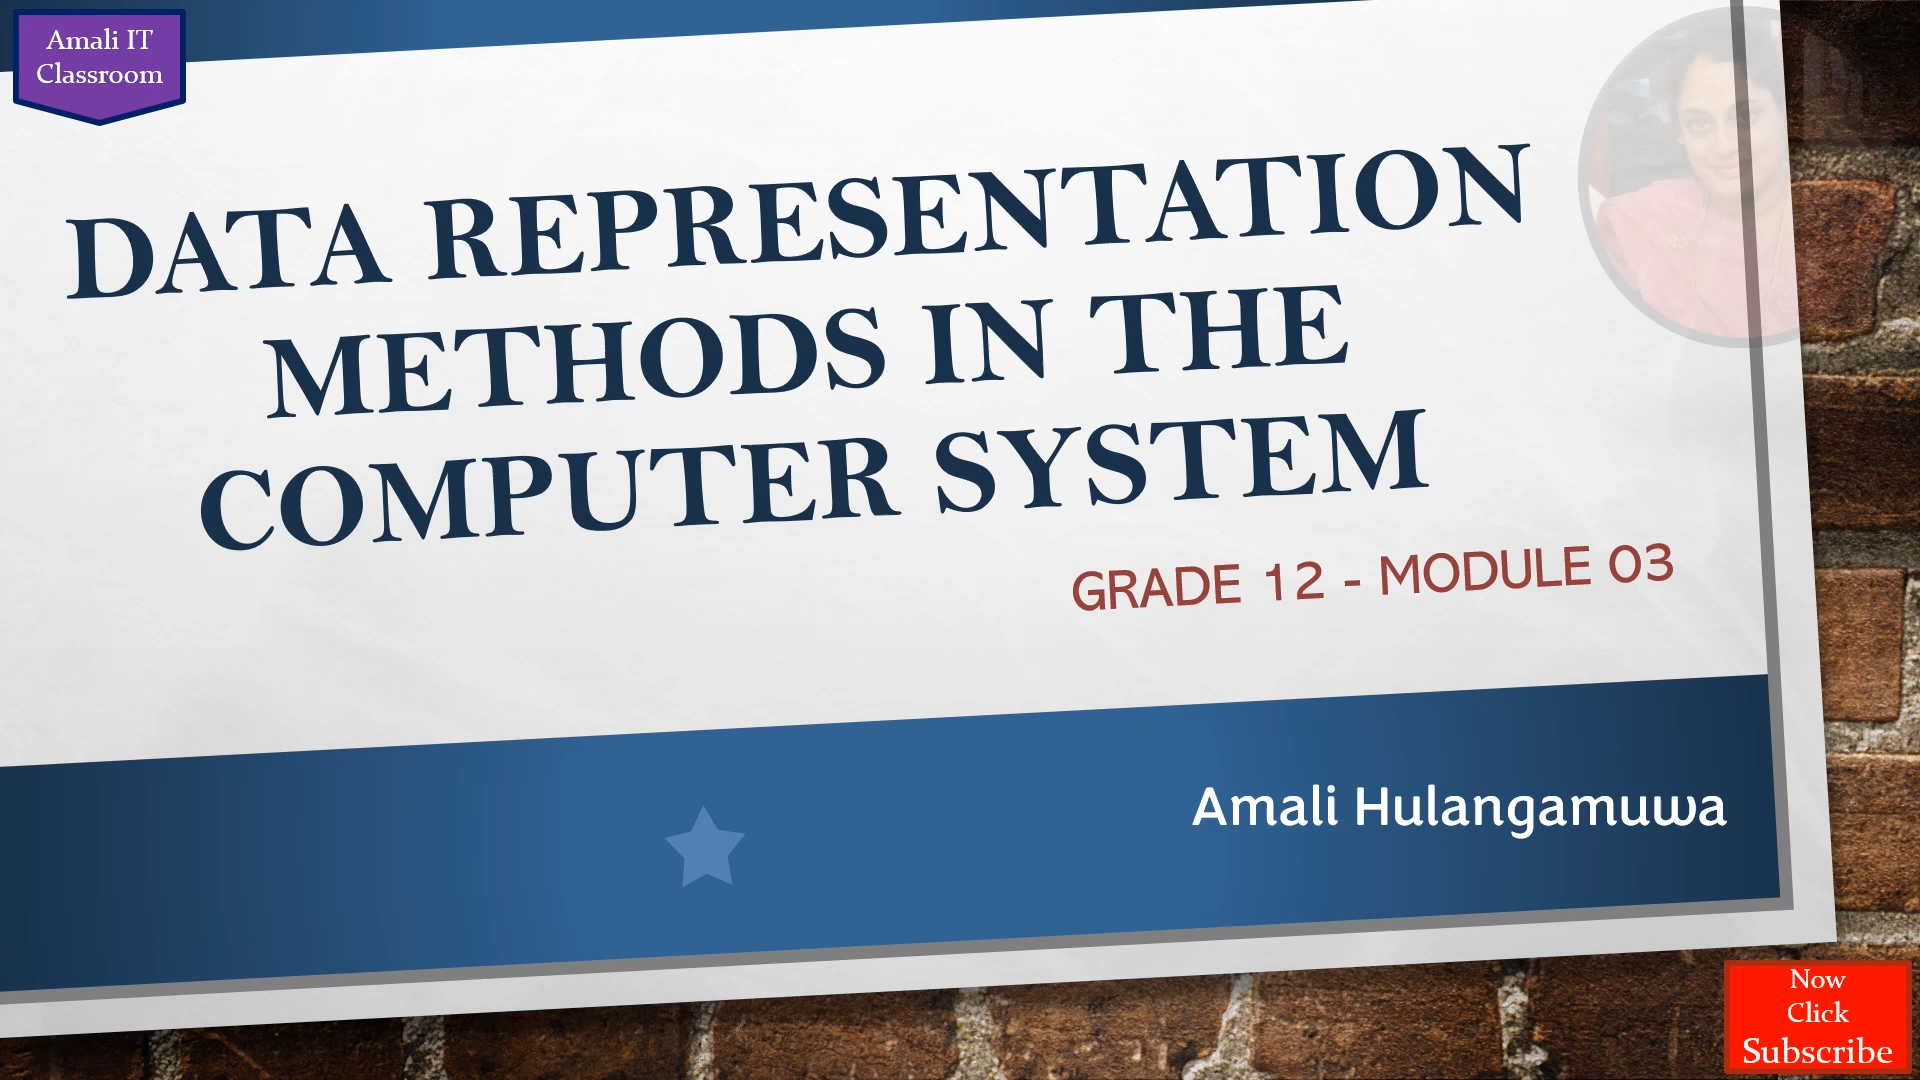 Amali IT
Classroom
DATA REPRESENTATION
METHODS IN THE
COMPUTER SYSTEM
GRADE 12 - MODULE 03
Amali Hulangamuwa
Now
Click
Subscribe